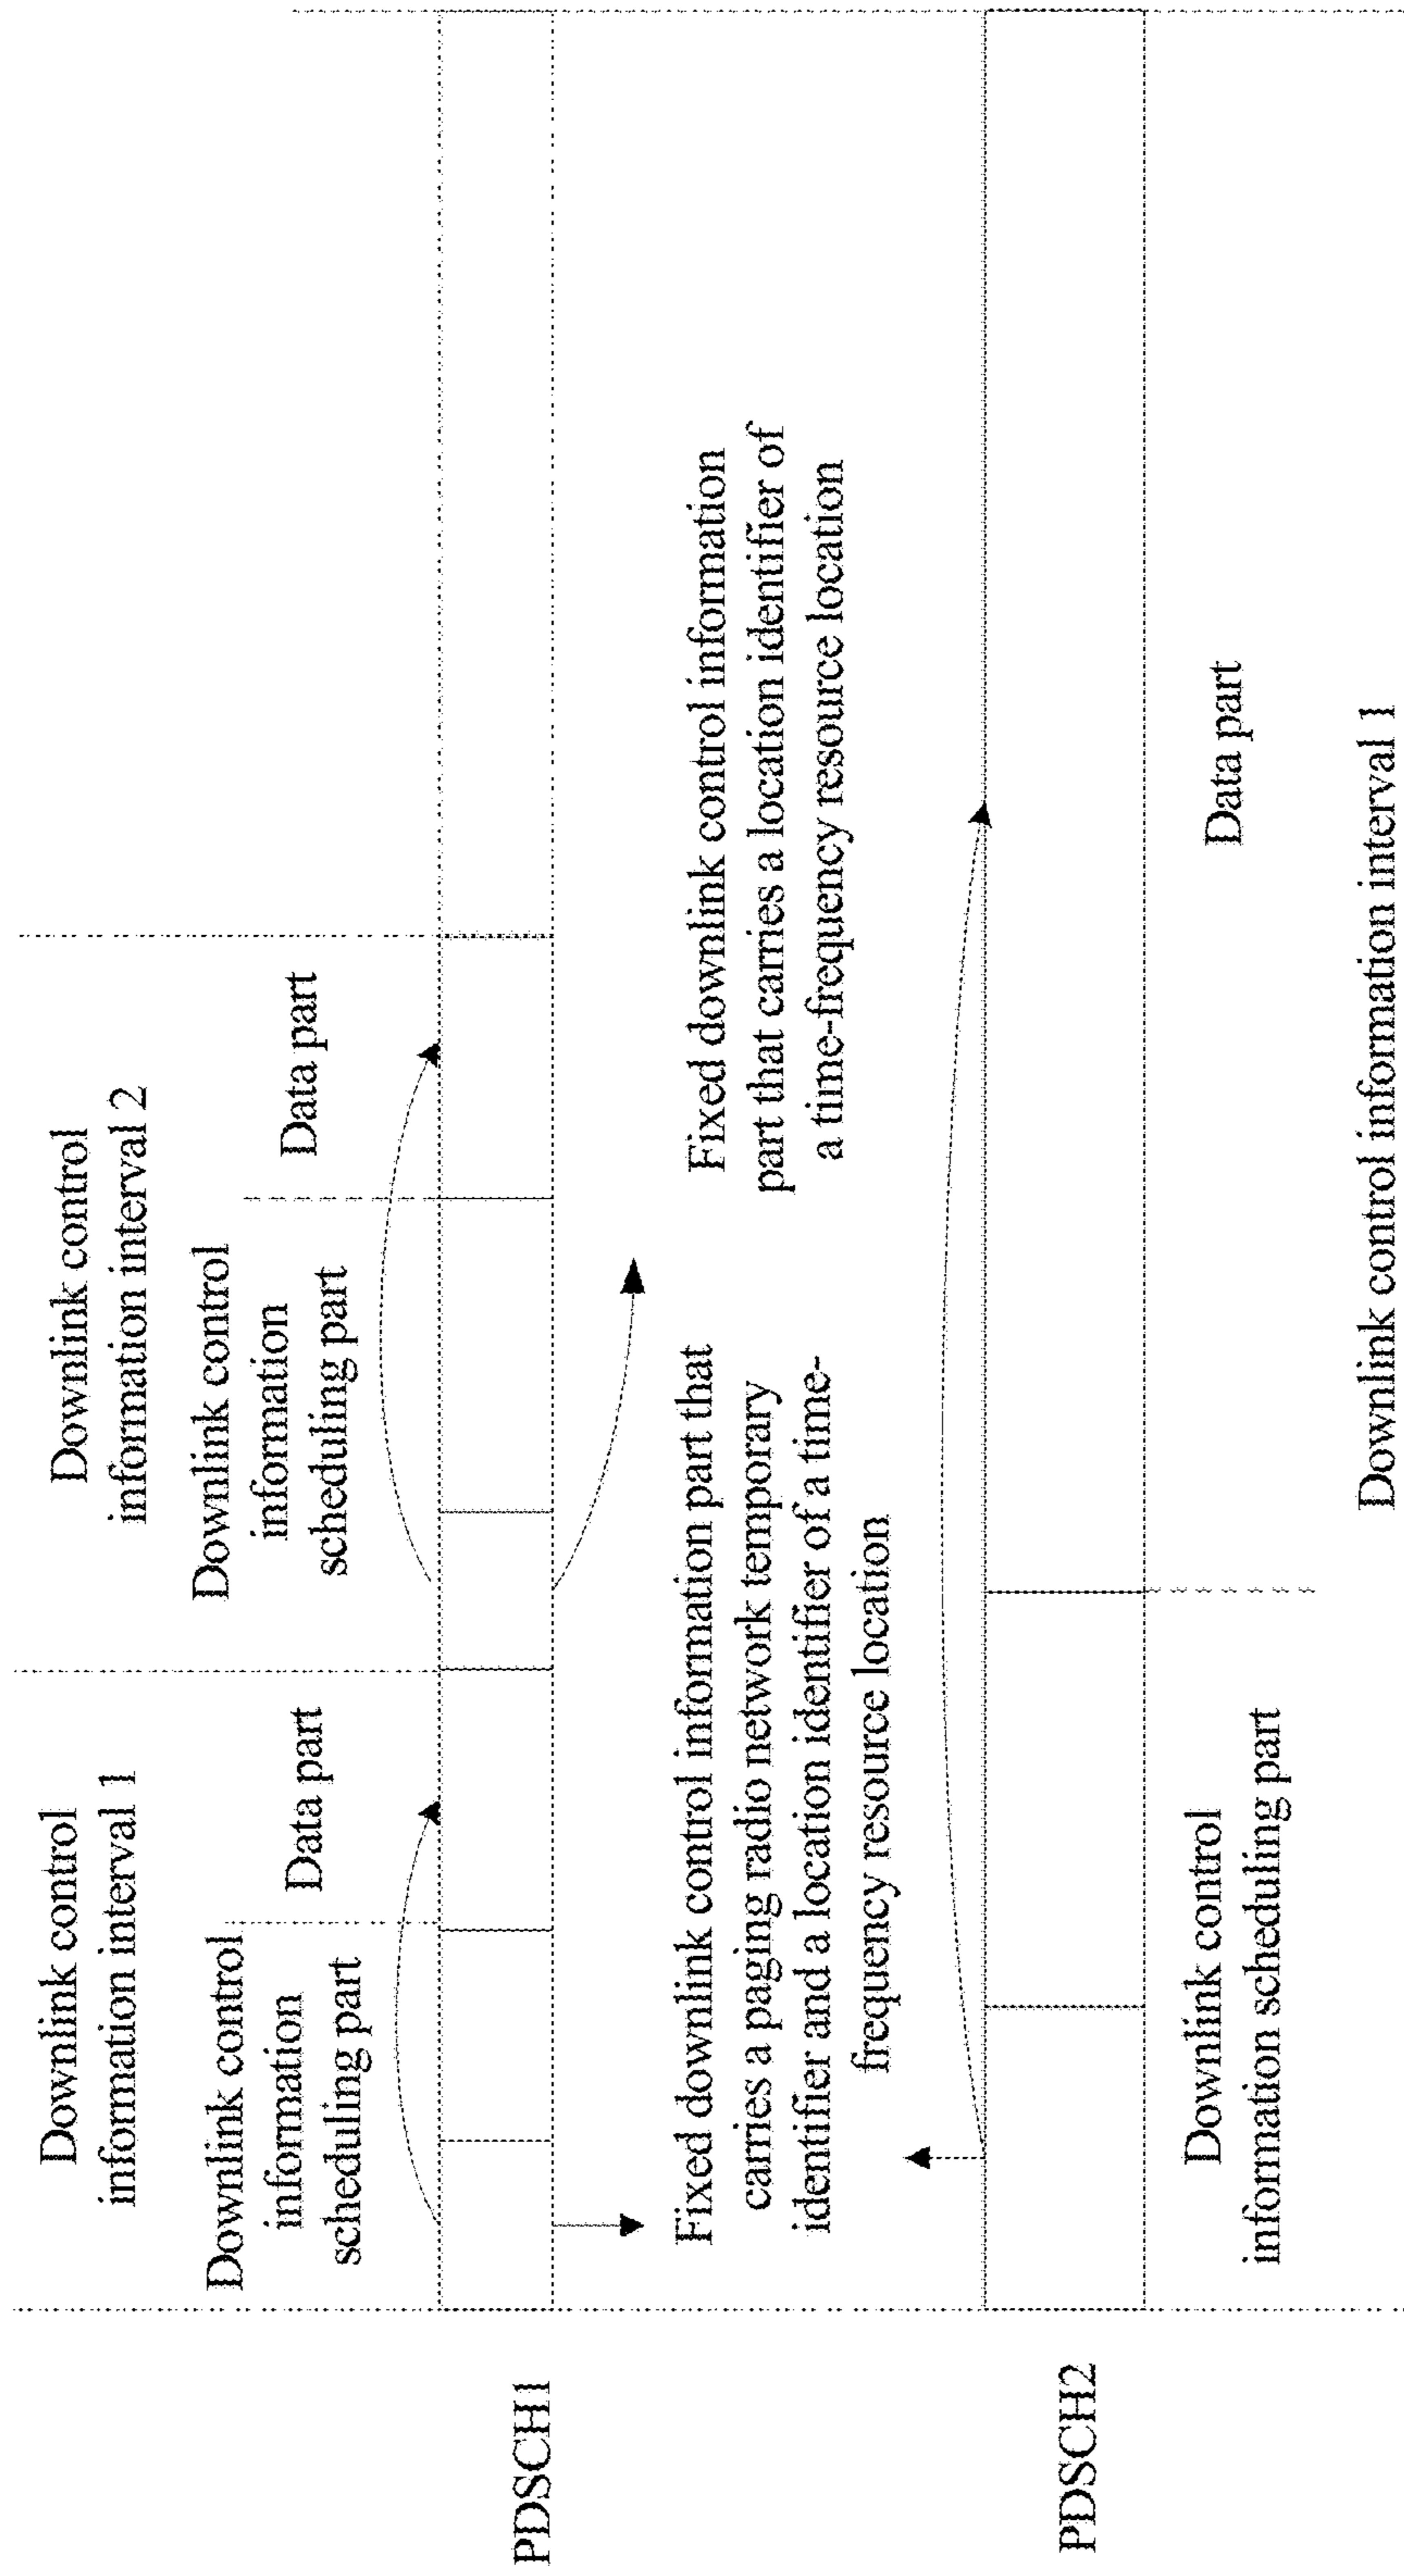 Downlink control
information interval 1
Downlink control
information interval 2
Downlink control
information
scheduling part
Data part
Downlink control
information
scheduling part
Data part
PDSCH1
Fixed downlink control information part that
carries a paging radio network temporary
identifier and a location identifier of a time-
frequency resource location
Fixed downlink control information
part that carries a location identifier of
a time-frequency resource location
PDSCH2
Downlink control
information scheduling part
Data part
Downlink control information interval 1